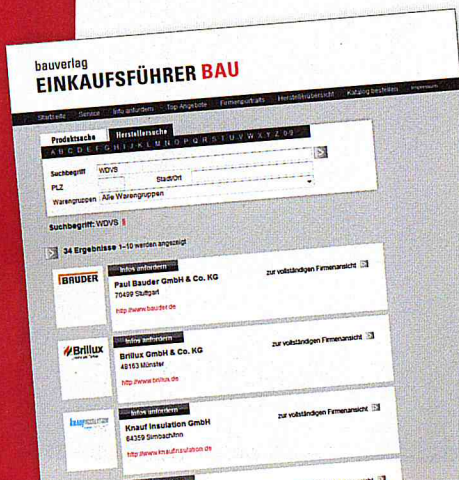 bauverlag
EINKAUFSFÜHRER BAU
Startseite Service Info anfordern Top-Angebote Firmenportraits Herstellerübersicht Katalog bestellen Impressum
Produktsuche Herstellersuche
A B C D E F G H I J K L M N O P Q R S T U V W X Y Z 0-9
Suchbegriff WDVS
PLZ Stadt/Ort
Warengruppen Alle Warengruppen
Suchbegriff: WDVS
34 Ergebnisse 1-10 werden angezeigt
BAUDER
Infos anfordern
Paul Bauder GmbH & Co. KG zur vollständigen Firmenansicht
70499 Stuttgart
http://www.bauder.de
Brillux
Infos anfordern
Brillux GmbH & Co. KG zur vollständigen Firmenansicht
48163 Münster
http://www.brillux.de
knaufinsulation
Infos anfordern
Knauf Insulation GmbH zur vollständigen Firmenansicht
84359 Simbach/Inn
http://www.knaufinsulation.de